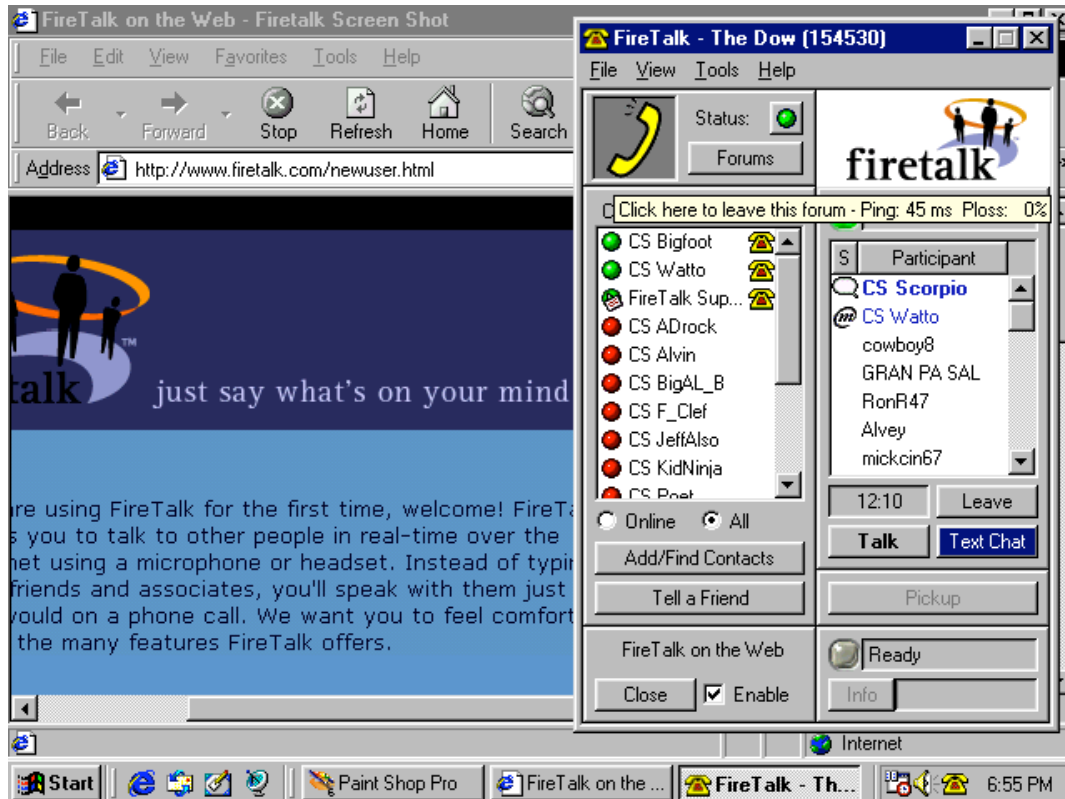 FireTalk on the Web - Firetalk Screen Shot
File Edit View Favorites Tools Help
Back Forward Stop Refresh Home Search
Address http://www.firetalk.com/newuser.html
talk TM
just say what's on your mind
are using FireTalk for the first time, welcome! FireTa
s you to talk to other people in real-time over the
net using a microphone or headset. Instead of typin
friends and associates, you'll speak with them just
would on a phone call. We want you to feel comfort
the many features FireTalk offers.
Internet
FireTalk - The Dow (154530)
File View Tools Help
Status:
Forums
firetalk
Click here to leave this forum - Ping: 45 ms Ploss: 0%
CS Bigfoot
CS Watto
FireTalk Sup...
CS ADrock
CS Alvin
CS BigAL_B
CS F_Clef
CS JeffAlso
CS KidNinja
CS Poet
Online All
Add/Find Contacts
Tell a Friend
FireTalk on the Web
Close Enable
S Participant
CS Scorpio
CS Watto
cowboy8
GRAN PA SAL
RonR47
Alvey
mickcin67
12:10 Leave
Talk Text Chat
Pickup
Ready
Info
Start Paint Shop Pro FireTalk on the ... FireTalk - Th... 6:55 PM